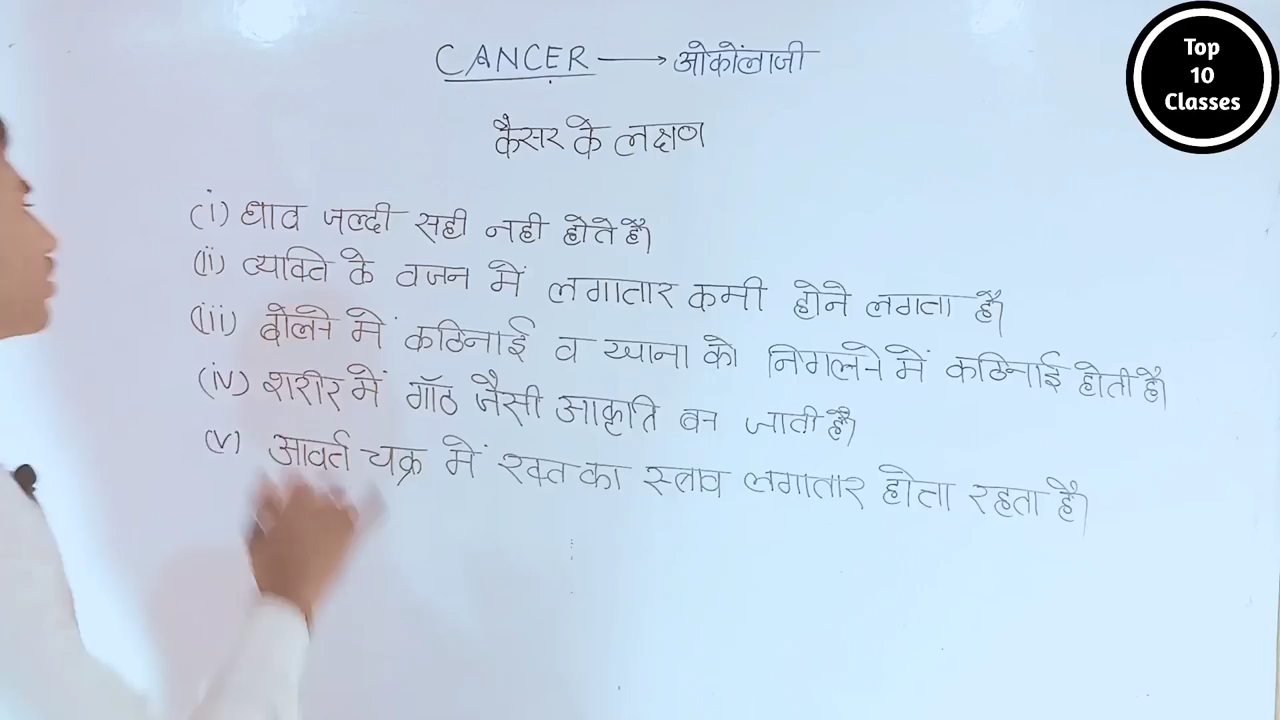 Top
10
Classes
CANCER → ओकोंलाजी
कैसर के लक्षण
(i) घाव जल्दी सही नही होते है।
(ii) व्यक्ति के वजन में लगातार कमी होने लगता है।
(iii) बोलने में कठिनाई व खाना को निगलने में कठिनाई होती है।
(iv) शरीर में गॉठ जैसी आकृति बन जाती है।
(v) आवर्त चक्र में रक्त का स्त्राव लगातार होता रहता है।